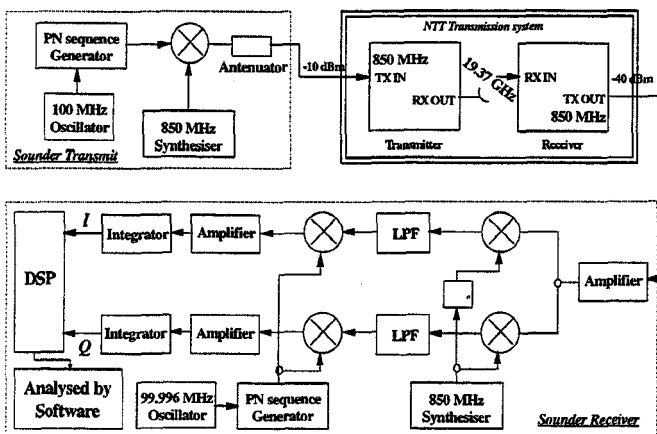 PN sequence
Generator
Antenuator
100 MHz
Oscillator
850 MHz
Synthesiser
Sounder Transmit
-10 dBm
NTT Transmission system
850 MHz
TX IN
RX OUT
Transmitter
19.37 GHz
RX IN
TX OUT
850 MHz
Receiver
-40 dBm
DSP
I
Integrator
Amplifier
LPF
Amplifier
Q
Integrator
Amplifier
LPF
Analysed by
Software
99.996 MHz
Oscillator
PN sequence
Generator
850 MHz
Synthesiser
Sounder Receiver